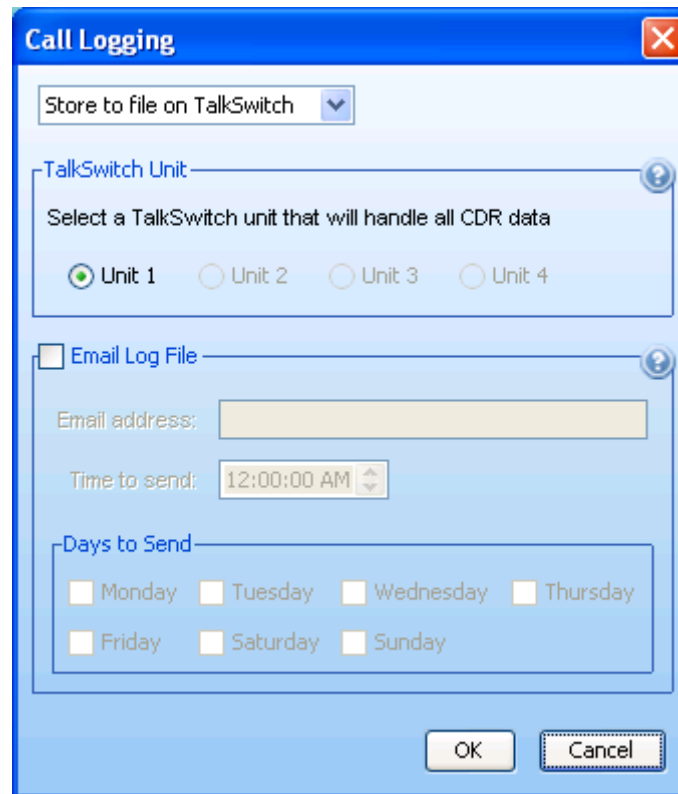 Call Logging
Store to file on TalkSwitch
TalkSwitch Unit
?
Select a TalkSwitch unit that will handle all CDR data
Unit 1 Unit 2 Unit 3 Unit 4
Email Log File
?
Email address:
Time to send: 12:00:00 AM
Days to Send
Monday Tuesday Wednesday Thursday
Friday Saturday Sunday
OK Cancel